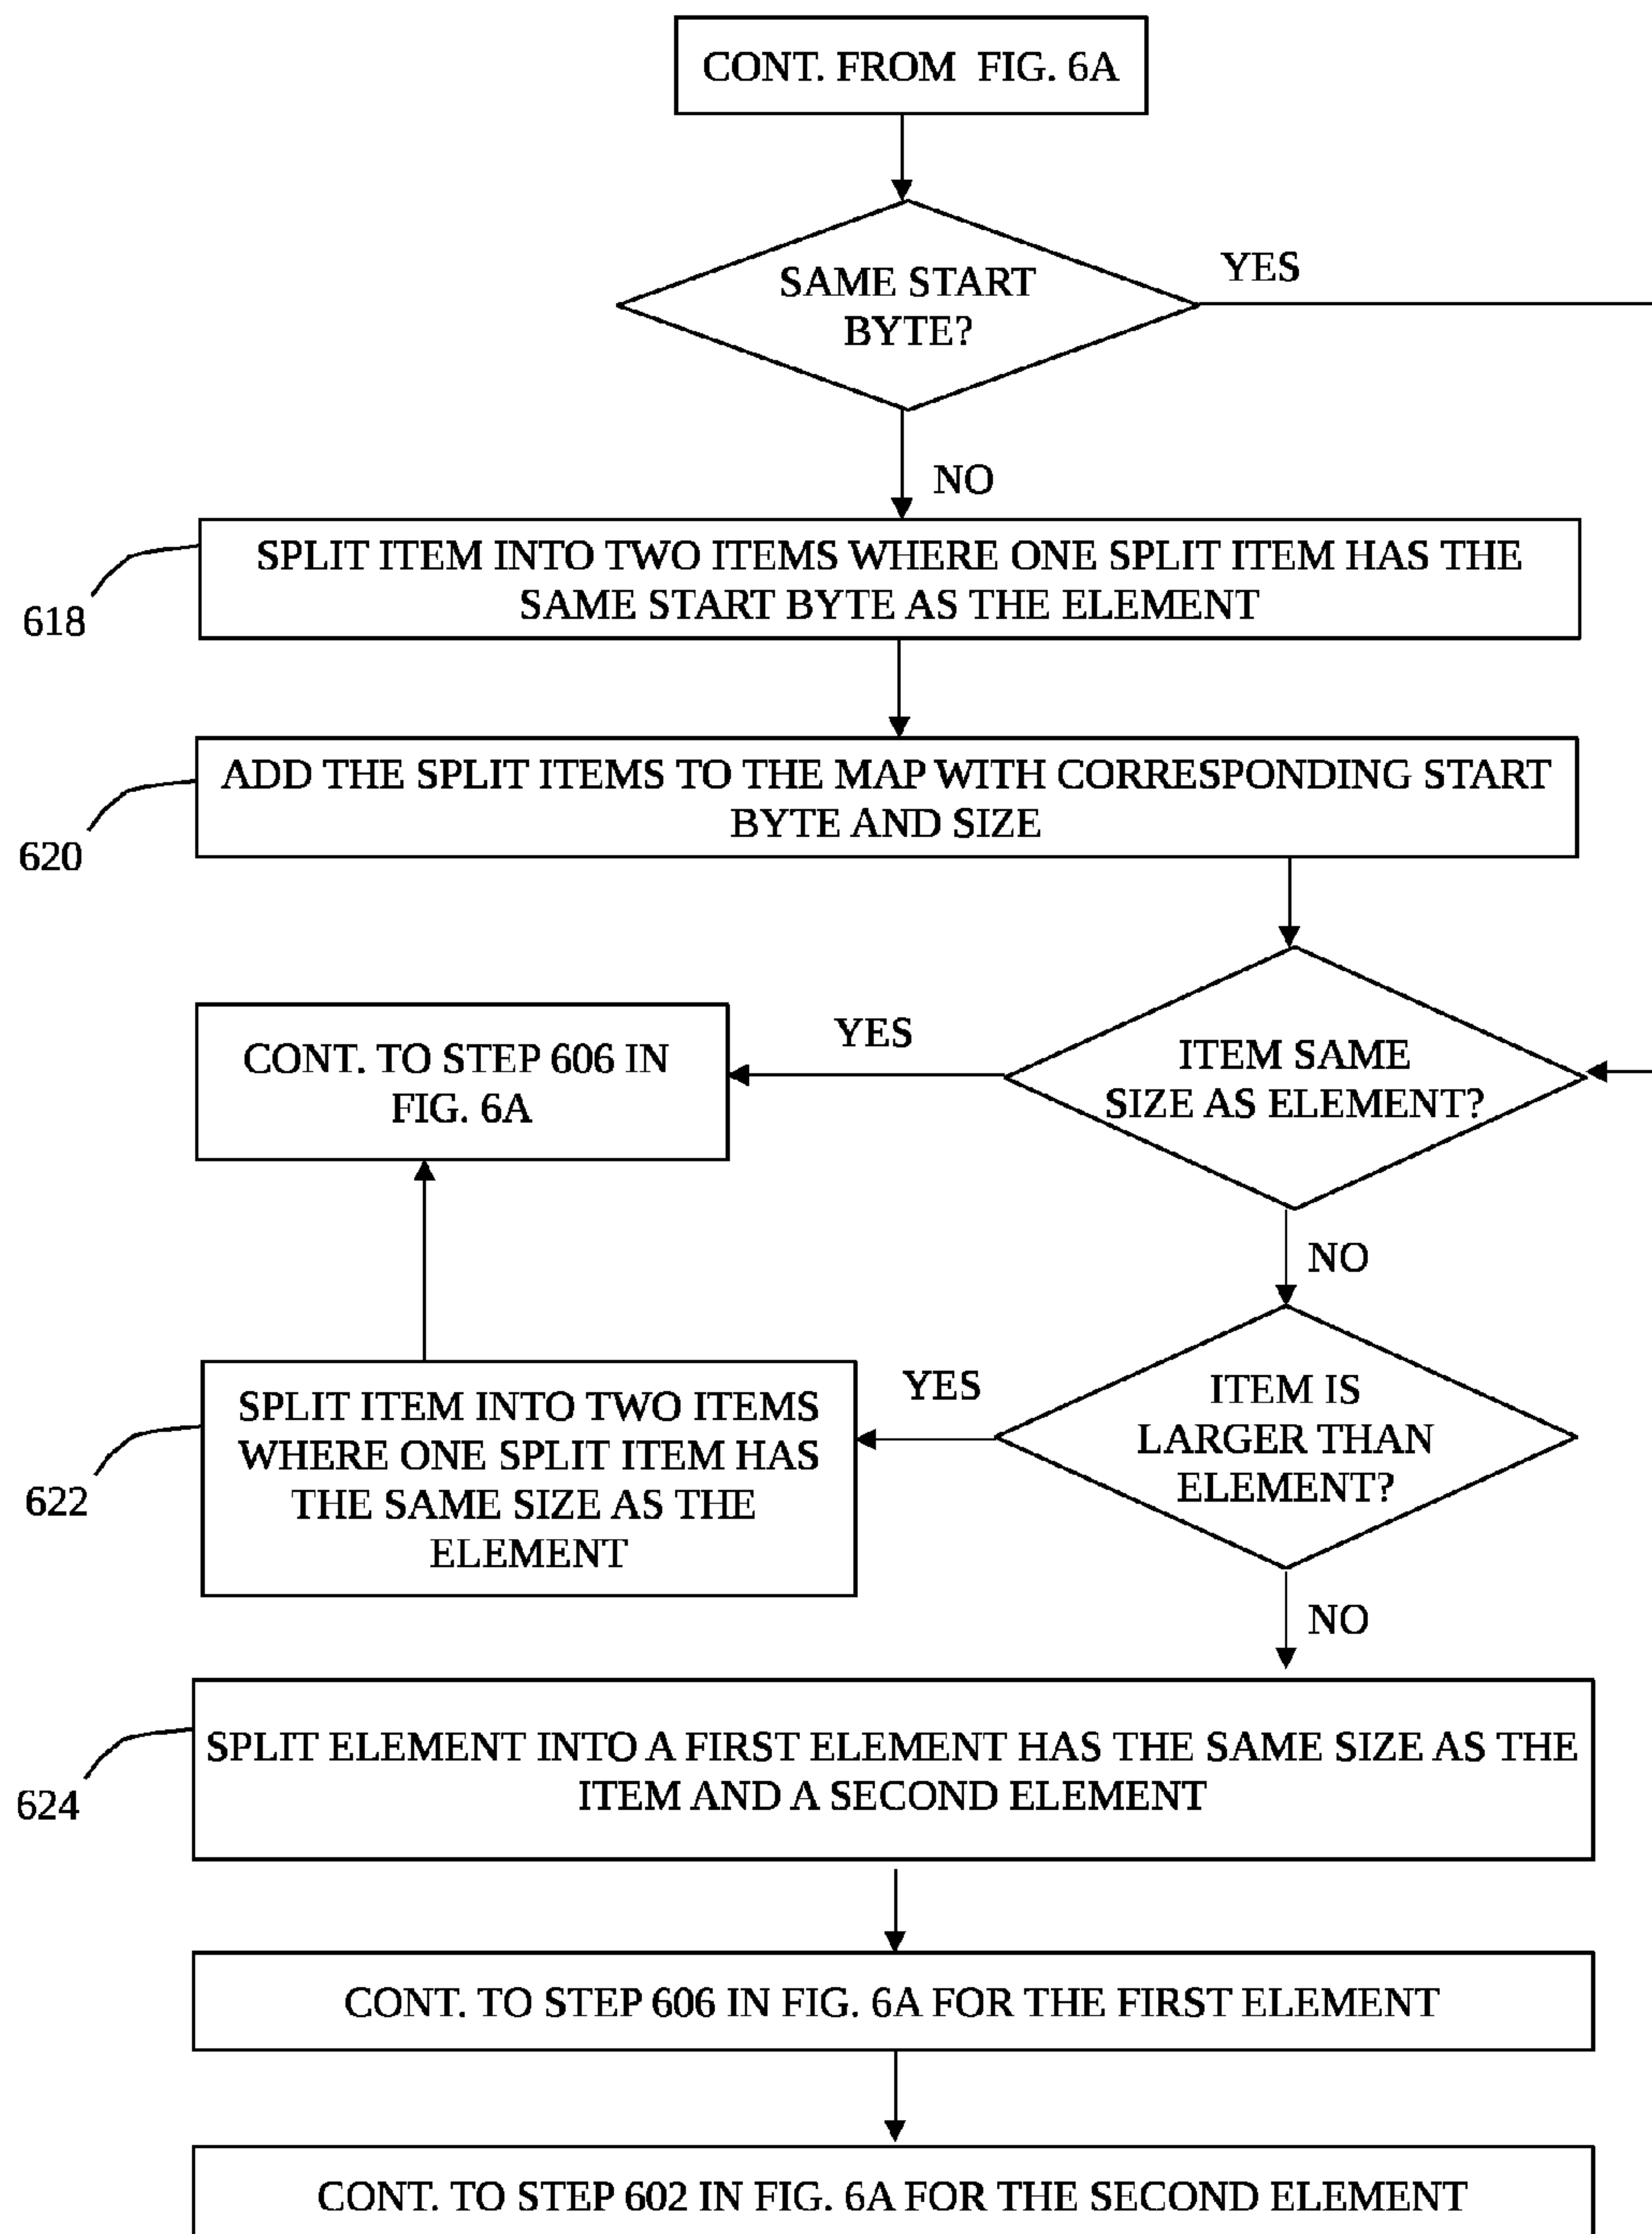 CONT. FROM FIG. 6A
SAME START
BYTE?
YES
NO
618
SPLIT ITEM INTO TWO ITEMS WHERE ONE SPLIT ITEM HAS THE
SAME START BYTE AS THE ELEMENT
620
ADD THE SPLIT ITEMS TO THE MAP WITH CORRESPONDING START
BYTE AND SIZE
ITEM SAME
SIZE AS ELEMENT?
YES
CONT. TO STEP 606 IN
FIG. 6A
NO
ITEM IS
LARGER THAN
ELEMENT?
YES
622
SPLIT ITEM INTO TWO ITEMS
WHERE ONE SPLIT ITEM HAS
THE SAME SIZE AS THE
ELEMENT
NO
624
SPLIT ELEMENT INTO A FIRST ELEMENT HAS THE SAME SIZE AS THE
ITEM AND A SECOND ELEMENT
CONT. TO STEP 606 IN FIG. 6A FOR THE FIRST ELEMENT
CONT. TO STEP 602 IN FIG. 6A FOR THE SECOND ELEMENT